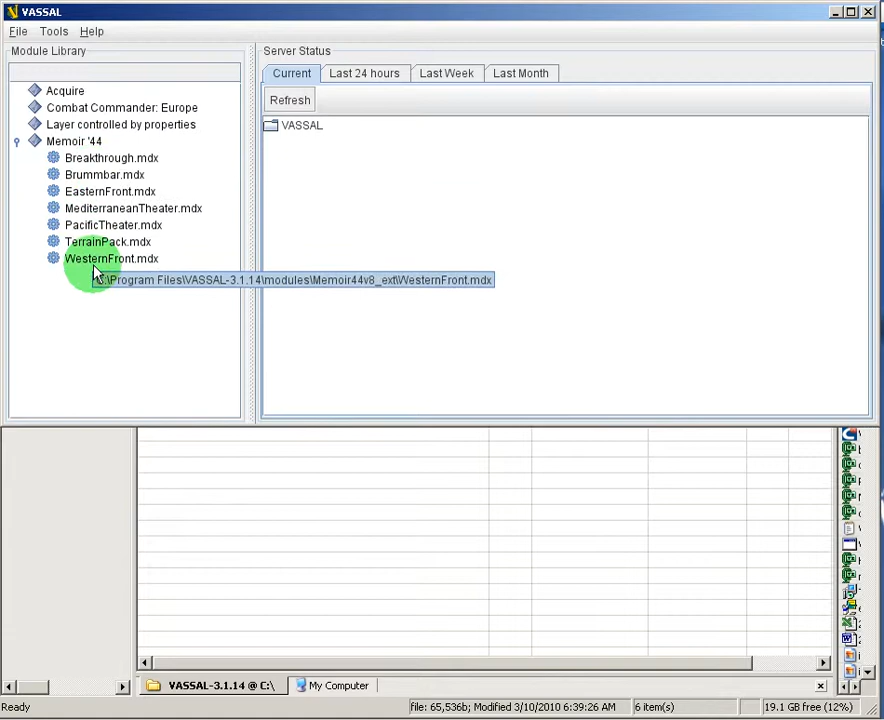 VASSAL
File Tools Help
Module Library
Server Status
Current Last 24 hours Last Week Last Month
Refresh
VASSAL
Acquire
Combat Commander: Europe
Layer controlled by properties
Memoir '44
Breakthrough.mdx
Brummbar.mdx
EasternFront.mdx
MediterraneanTheater.mdx
PacificTheater.mdx
TerrainPack.mdx
WesternFront.mdx
\Program Files\VASSAL-3.1.14\modules\Memoir44v8_ext\WesternFront.mdx
VASSAL-3.1.14 @ C:\ My Computer
Ready
file: 65,536b; Modified 3/10/2010 6:39:26 AM
6 item(s)
19.1 GB free (12%)